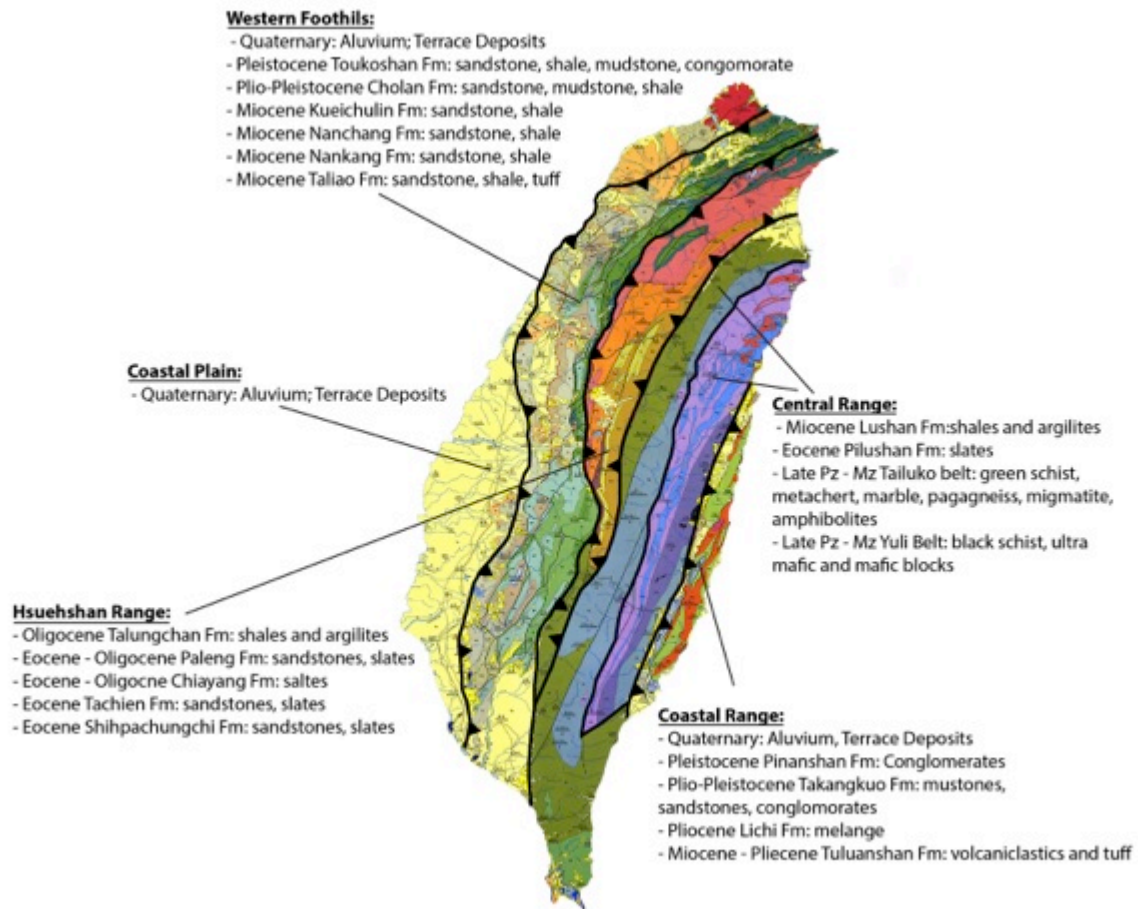 Western Foothils:
- Quaternary: Aluvium; Terrace Deposits
- Pleistocene Toukoshan Fm: sandstone, shale, mudstone, congomorate
- Plio-Pleistocene Cholan Fm: sandstone, mudstone, shale
- Miocene Kueichulin Fm: sandstone, shale
- Miocene Nanchang Fm: sandstone, shale
- Miocene Nankang Fm: sandstone, shale
- Miocene Taliao Fm: sandstone, shale, tuff
Coastal Plain:
- Quaternary: Aluvium; Terrace Deposits
Central Range:
- Miocene Lushan Fm:shales and argilites
- Eocene Pilushan Fm: slates
- Late Pz - Mz Tailuko belt: green schist,
metachert, marble, pagagneiss, migmatite,
amphibolites
- Late Pz - Mz Yuli Belt: black schist, ultra
mafic and mafic blocks
Hsuehshan Range:
- Oligocene Talungchan Fm: shales and argilites
- Eocene - Oligocene Paleng Fm: sandstones, slates
- Eocene - Oligocne Chiayang Fm: saltes
- Eocene Tachien Fm: sandstones, slates
- Eocene Shihpachungchi Fm: sandstones, slates
Coastal Range:
- Quaternary: Aluvium, Terrace Deposits
- Pleistocene Pinanshan Fm: Conglomerates
- Plio-Pleistocene Takangkuo Fm: mustones,
sandstones, conglomorates
- Pliocene Lichi Fm: melange
- Miocene - Pliecene Tuluanshan Fm: volcaniclastics and tuff